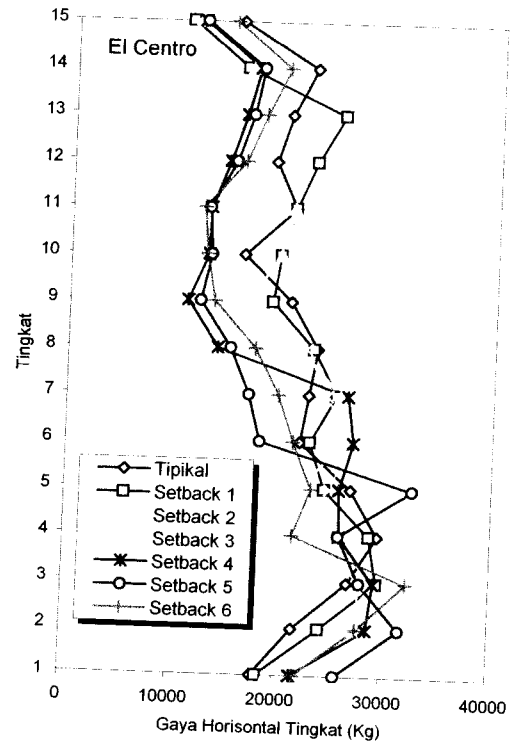 El Centro
15
14
13
12
11
10
9
8
7
6
5
4
3
2
1
Tingkat
Tipikal
Setback 1
Setback 2
Setback 3
Setback 4
Setback 5
Setback 6
0 10000 20000 30000 40000
Gaya Horisontal Tingkat (Kg)